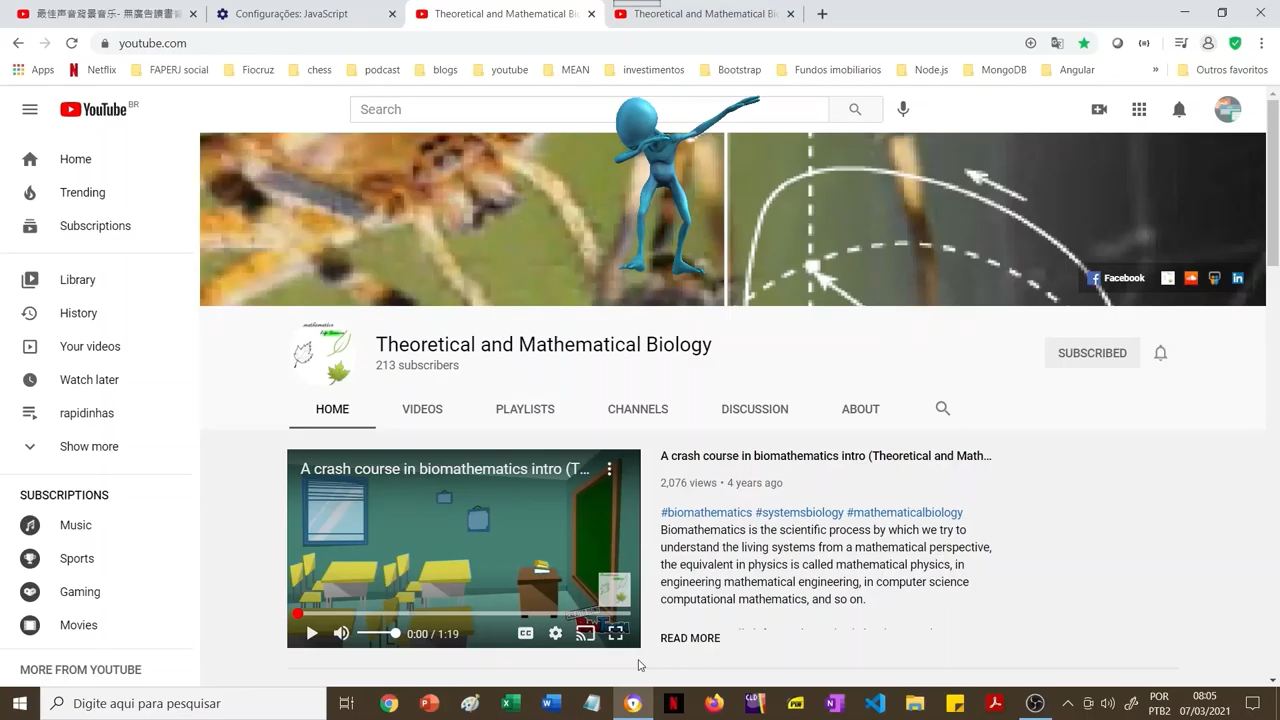 最佳声音背景音乐- 無廣告讀書
Configurações: JavaScript
Theoretical and Mathematical Bi
Theoretical and Mathematical Bi
youtube.com
Apps
Netflix
FAPERJ social
Fiocruz
chess
podcast
blogs
youtube
MEAN
investimentos
Bootstrap
Fundos imobiliarios
Node.js
MongoDB
Angular
»
Outros favoritos
YouTube BR
Search
Home
Trending
Subscriptions
Library
History
Your videos
Watch later
rapidinhas
Show more
SUBSCRIPTIONS
Music
Sports
Gaming
Movies
MORE FROM YOUTUBE
Facebook
Theoretical and Mathematical Biology
213 subscribers
SUBSCRIBED
HOME
VIDEOS
PLAYLISTS
CHANNELS
DISCUSSION
ABOUT
A crash course in biomathematics intro (T...
0:00 / 1:19
A crash course in biomathematics intro (Theoretical and Math...
2,076 views • 4 years ago
#biomathematics #systemsbiology #mathematicalbiology
Biomathematics is the scientific process by which we try to
understand the living systems from a mathematical perspective,
the equivalent in physics is called mathematical physics, in
engineering mathematical engineering, in computer science
computational mathematics, and so on.
READ MORE
Digite aqui para pesquisar
POR
PTB2
08:05
07/03/2021